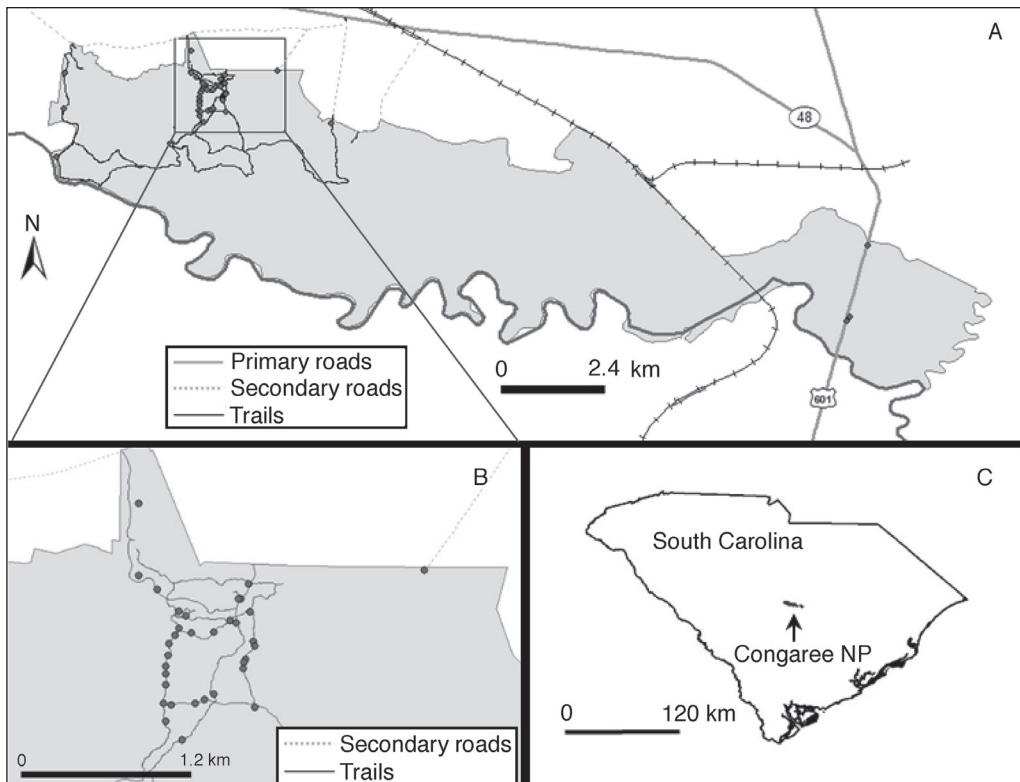 A
48
N
Primary roads
Secondary roads
Trails
0 2.4 km
601
B
0 1.2 km
Secondary roads
Trails
C
South Carolina
Congaree NP
0 120 km